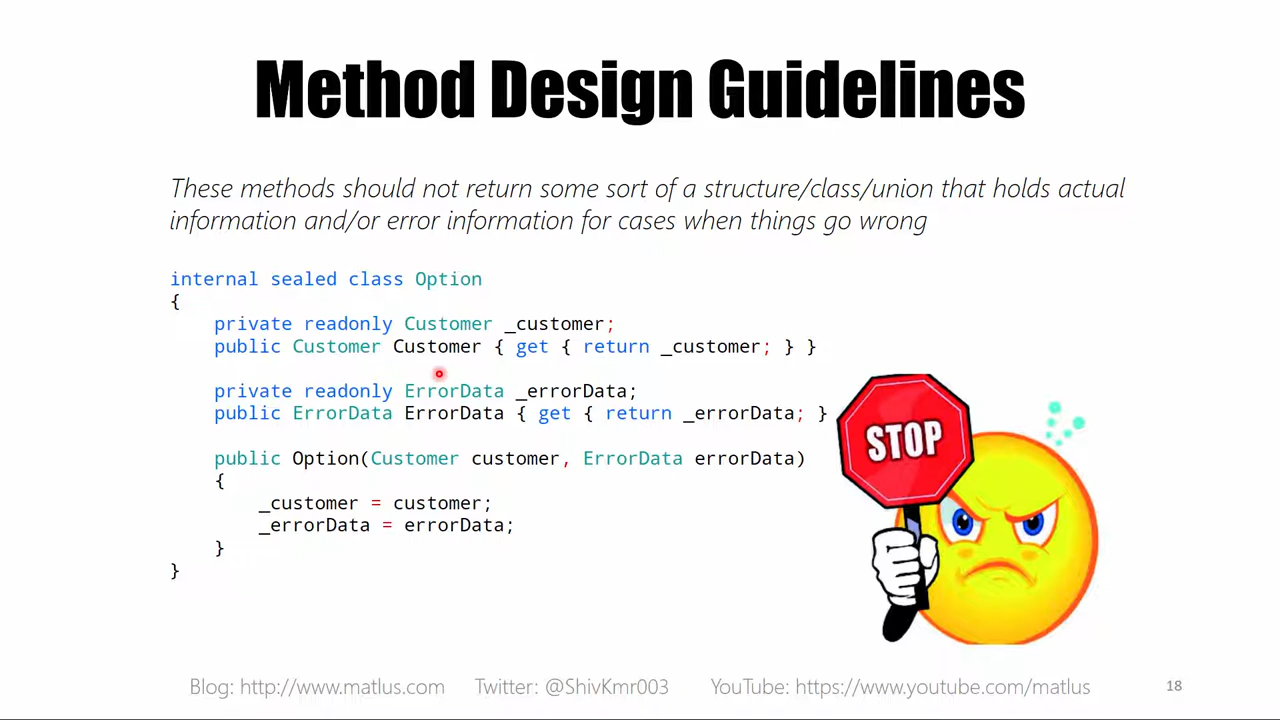 Method Design Guidelines
These methods should not return some sort of a structure/class/union that holds actual
information and/or error information for cases when things go wrong
internal sealed class Option
{
    private readonly Customer _customer;
    public Customer Customer { get { return _customer; } }
    private readonly ErrorData _errorData;
    public ErrorData ErrorData { get { return _errorData; }
    public Option(Customer customer, ErrorData errorData)
    {
        _customer = customer;
        _errorData = errorData;
    }
}
STOP
Blog: http://www.matlus.com Twitter: @ShivKmr003 YouTube: https://www.youtube.com/matlus 18